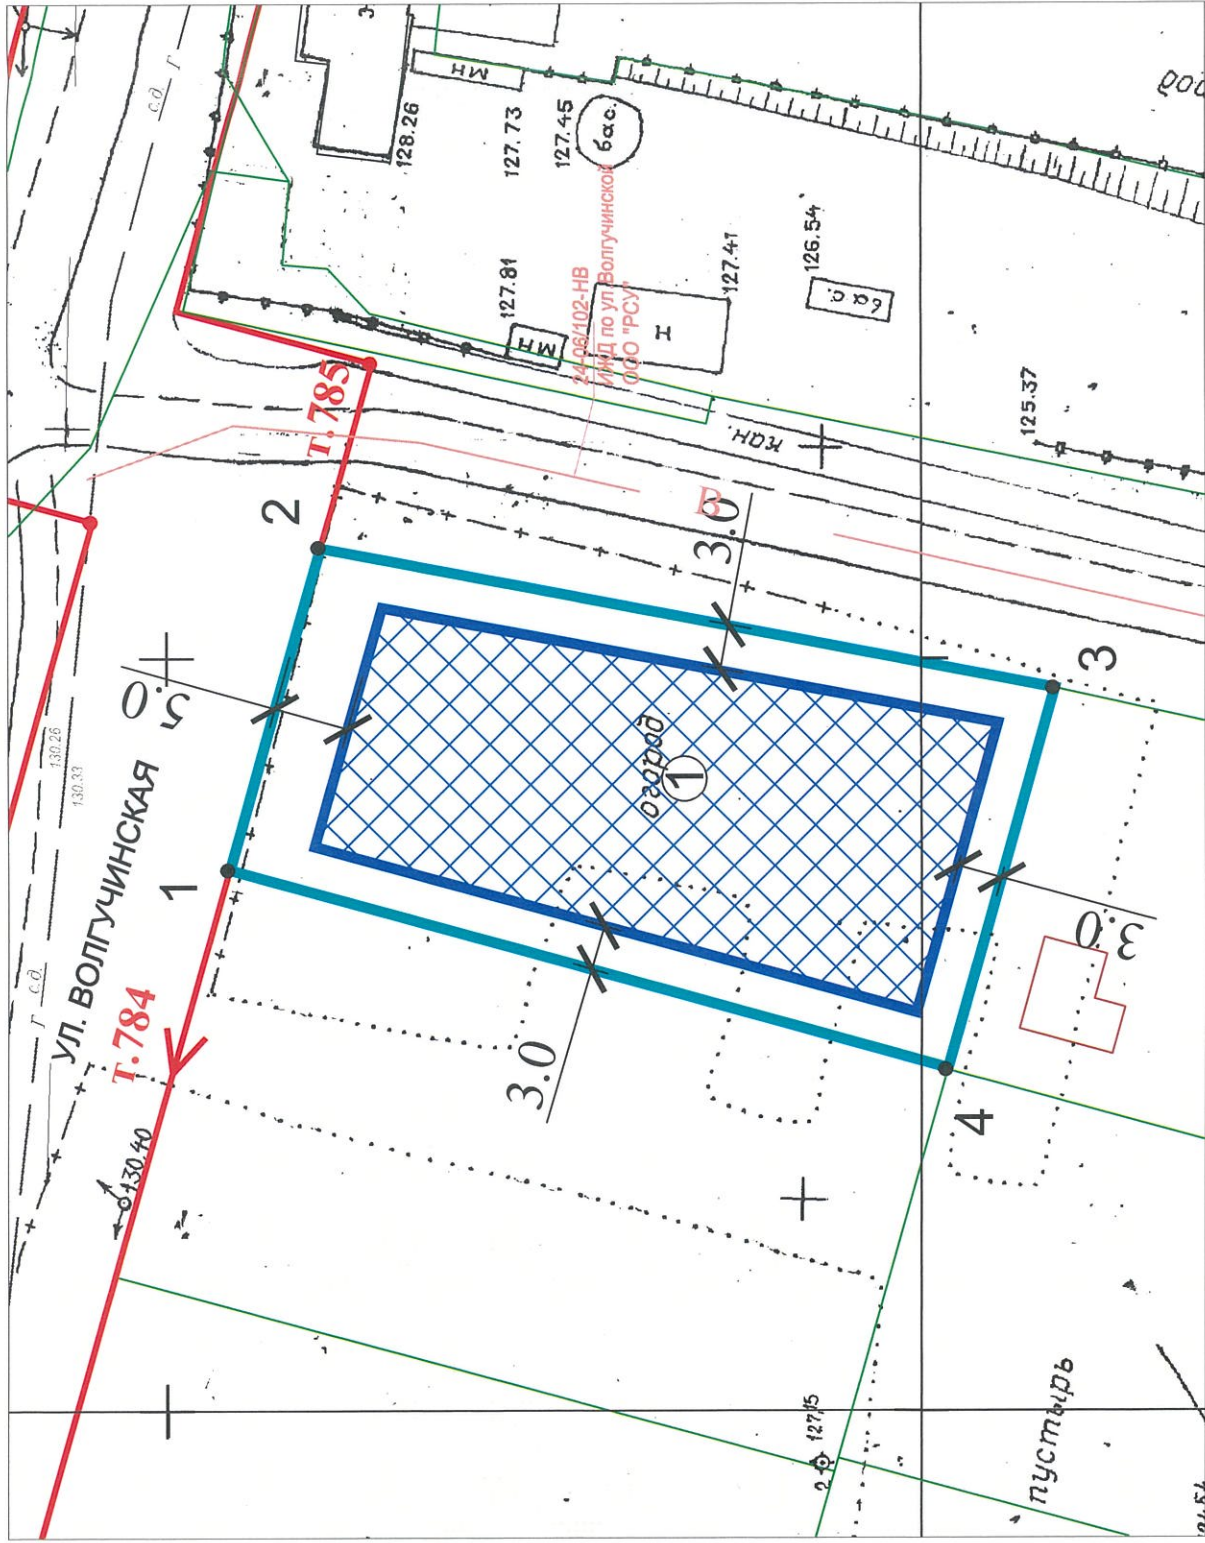 с.д. Г
128.26
МН
127.73
127.45
бас.
24-06/102-НВ
ИЖД по ул.Волгучинской
ООО "РСУ"
127.81
МН
Н
127.41
126.54
бас.
125.37
кан.
т.785
2
В
3.0
5.0
130.26
130.33
УЛ. ВОЛГУЧИНСКАЯ
Г с.д.
т.784
1
огород
1
3
3.0
3.0
4
130.40
127.15
2
пустырь